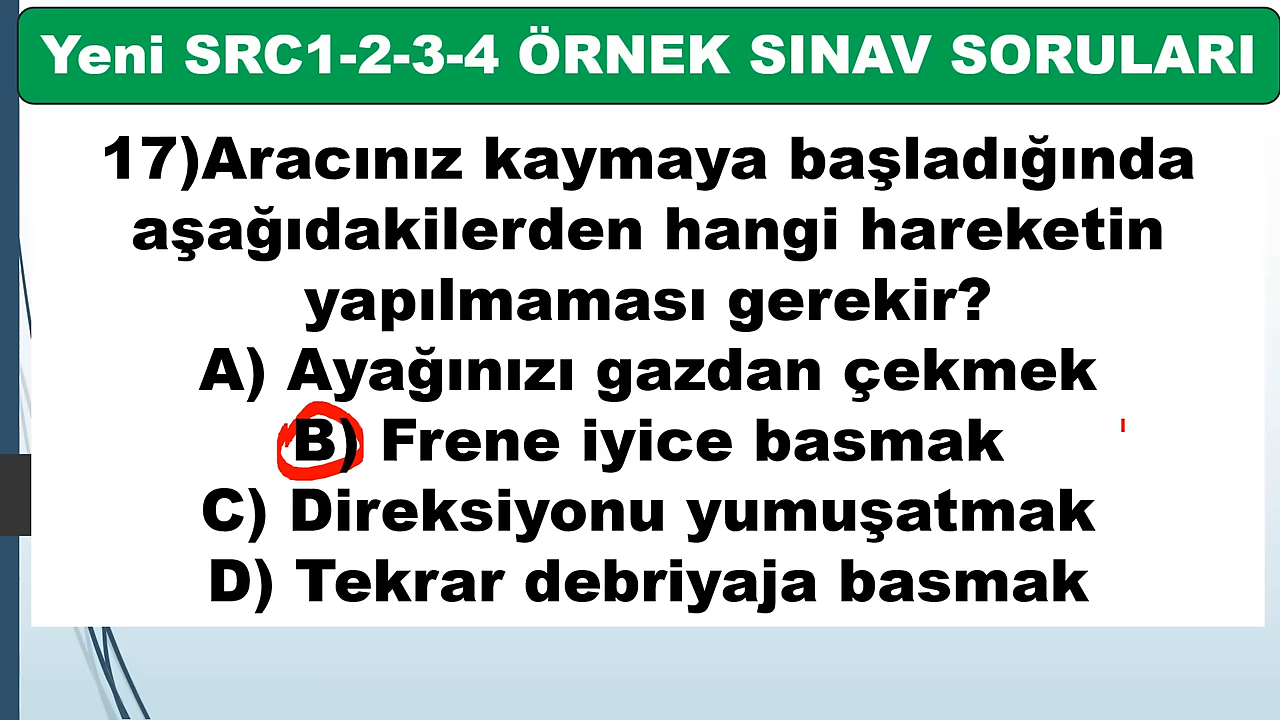 Yeni SRC1-2-3-4 ÖRNEK SINAV SORULARI
17)Aracınız kaymaya başladığında
aşağıdakilerden hangi hareketin
yapılmaması gerekir?
A) Ayağınızı gazdan çekmek
B) Frene iyice basmak
C) Direksiyonu yumuşatmak
D) Tekrar debriyaja basmak